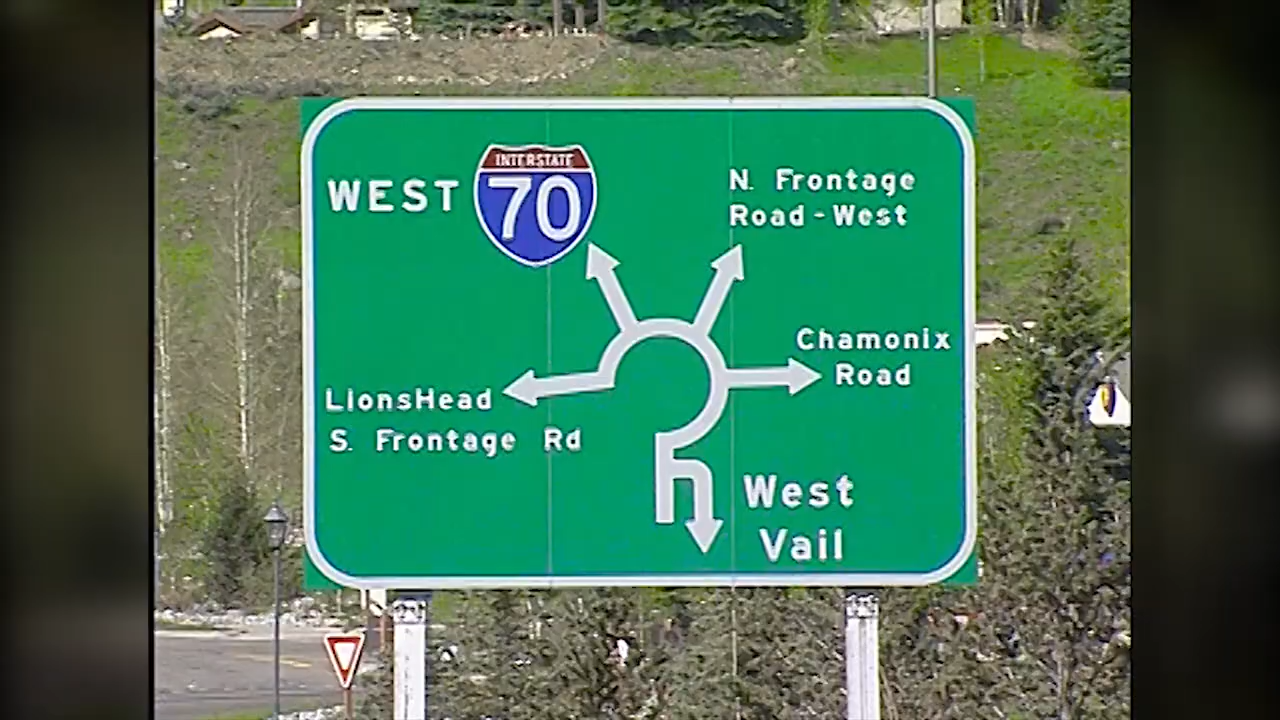 WEST
INTERSTATE
70
N. Frontage
Road-West
Chamonix
Road
LionsHead
S. Frontage Rd
West
Vail